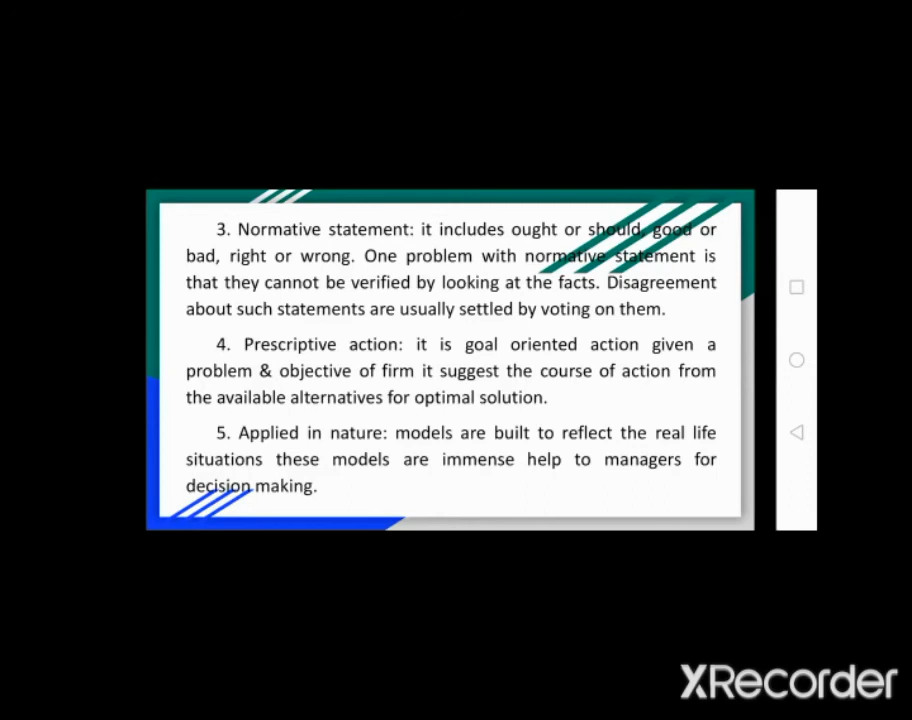 3. Normative statement: it includes ought or should, good or
bad, right or wrong. One problem with normative statement is
that they cannot be verified by looking at the facts. Disagreement
about such statements are usually settled by voting on them.
4. Prescriptive action: it is goal oriented action given a
problem & objective of firm it suggest the course of action from
the available alternatives for optimal solution.
5. Applied in nature: models are built to reflect the real life
situations these models are immense help to managers for
decision making.
XRecorder